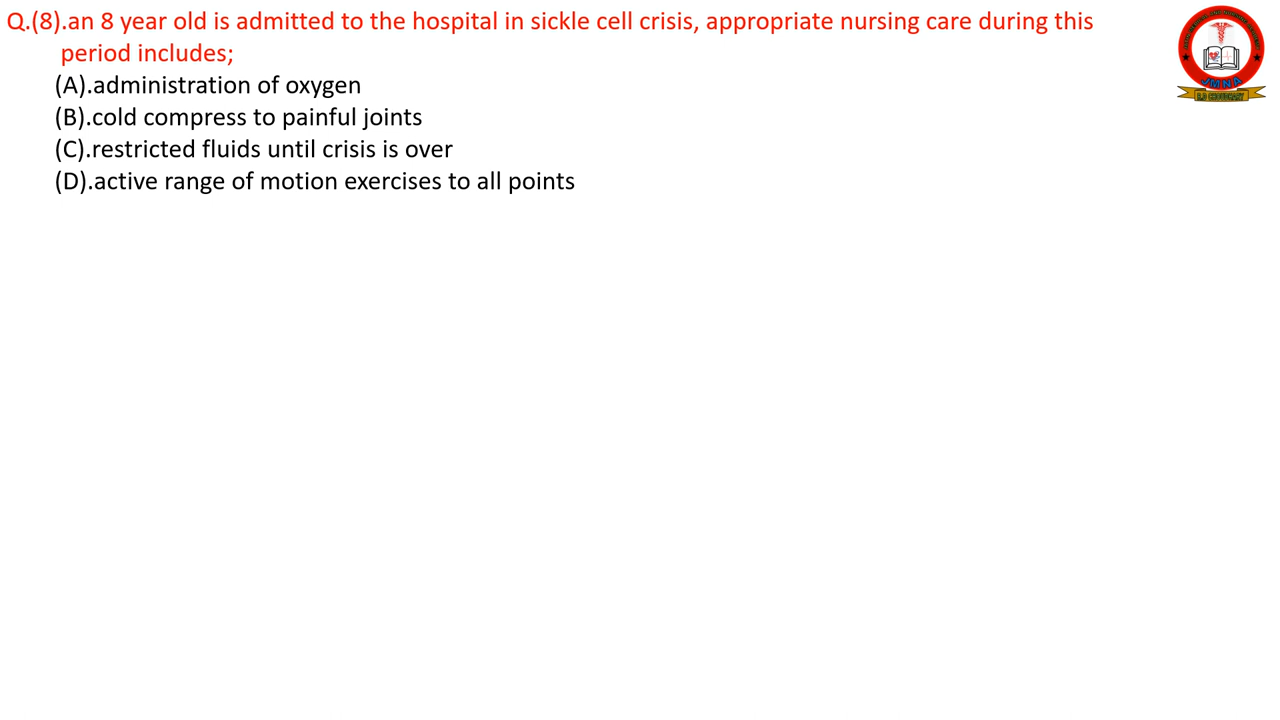 Q.(8).an 8 year old is admitted to the hospital in sickle cell crisis, appropriate nursing care during this
period includes;
(A).administration of oxygen
(B).cold compress to painful joints
(C).restricted fluids until crisis is over
(D).active range of motion exercises to all points
JMNA